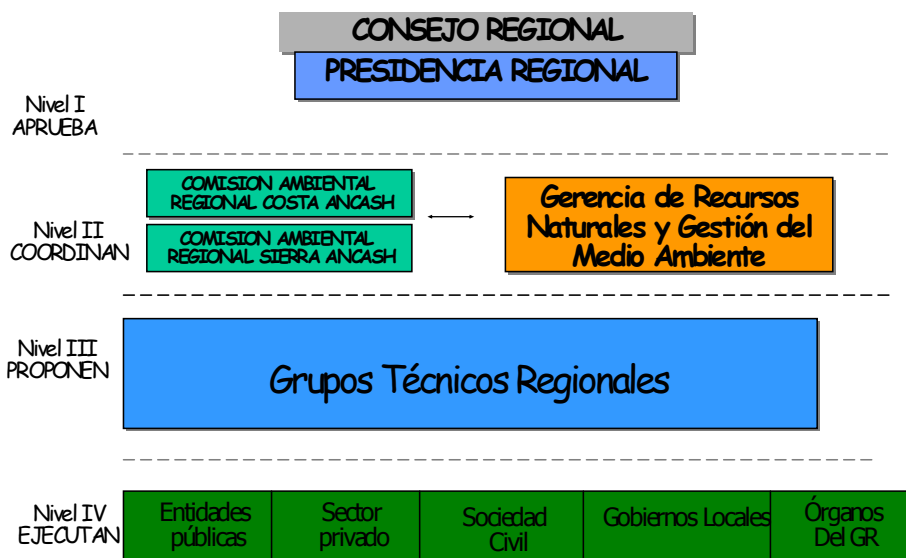 CONSEJO REGIONAL
PRESIDENCIA REGIONAL
Nivel I
APRUEBA
COMISION AMBIENTAL
REGIONAL COSTA ANCASH
COMISION AMBIENTAL
REGIONAL SIERRA ANCASH
Gerencia de Recursos
Naturales y Gestión del
Medio Ambiente
Nivel II
COORDINAN
Nivel III
PROPONEN
Grupos Técnicos Regionales
Nivel IV
EJECUTAN
Entidades
públicas
Sector
privado
Sociedad
Civil
Gobiernos Locales
Órganos
Del GR